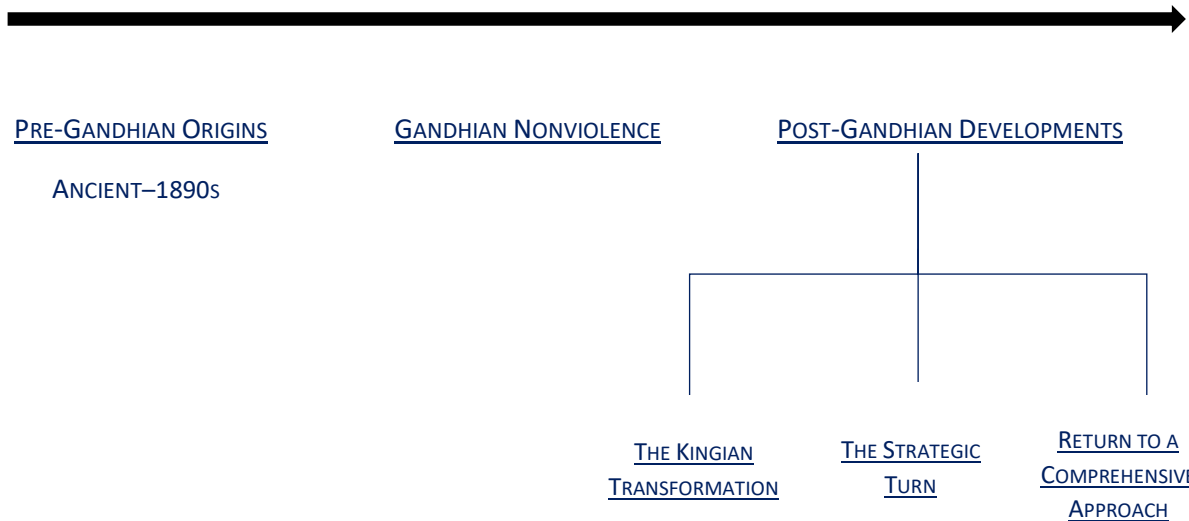 PRE-GANDHIAN ORIGINS
GANDHIAN NONVIOLENCE
POST-GANDHIAN DEVELOPMENTS
ANCIENT–1890S
THE KINGIAN
TRANSFORMATION
THE STRATEGIC
TURN
RETURN TO A
COMPREHENSIVE
APPROACH